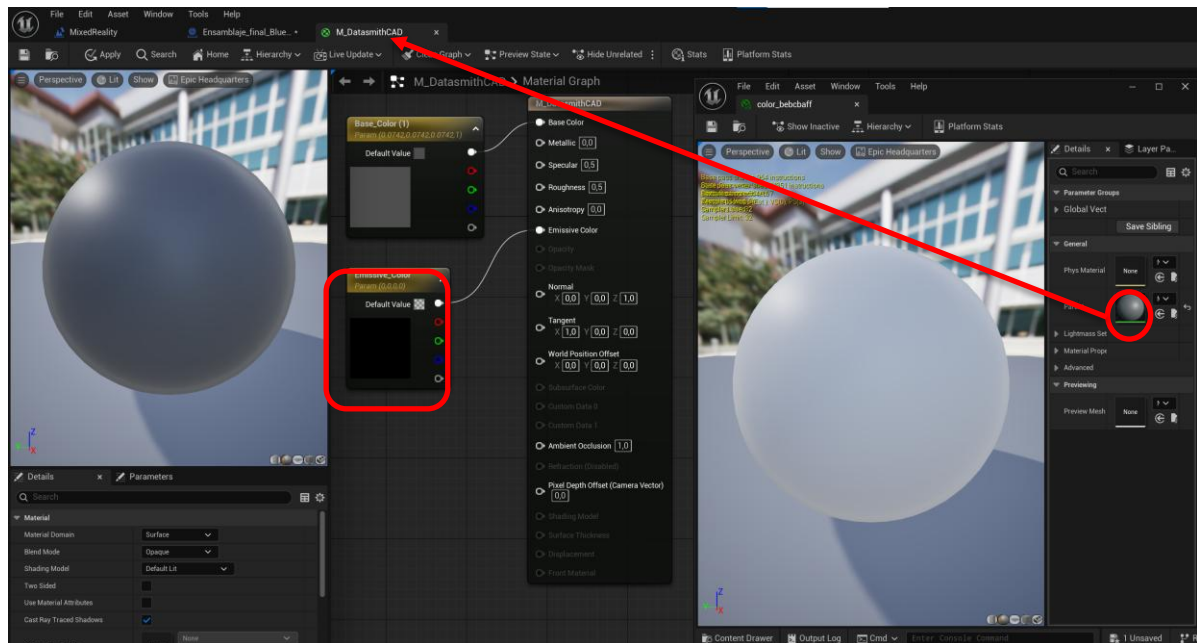 File Edit Asset Window Tools Help
MixedReality
Ensamblaje_final_Blue... •
M_DatasmithCAD
Apply
Search
Home
Hierarchy
Live Update
Clean Graph
Preview State
Hide Unrelated
Stats
Platform Stats
Perspective
Lit
Show
Epic Headquarters
Z
X
Details
Parameters
Search
Material
Material Domain Surface
Blend Mode Opaque
Shading Model Default Lit
Two Sided
Use Material Attributes
Cast Ray Traced Shadows
None
M_DatasmithCAD > Material Graph
Base_Color (1)
Param (0.0742,0.0742,0.0742,1)
Default Value
Emissive_Color
Param (0,0,0,0)
Default Value
M_DatasmithCAD
Base Color
Metallic 0,0
Specular 0,5
Roughness 0,5
Anisotropy 0,0
Emissive Color
Opacity
Opacity Mask
Normal
X 0,0 Y 0,0 Z 1,0
Tangent
X 1,0 Y 0,0 Z 0,0
World Position Offset
X 0,0 Y 0,0 Z 0,0
Subsurface Color
Custom Data 0
Custom Data 1
Ambient Occlusion 1,0
Refraction (Disabled)
Pixel Depth Offset (Camera Vector)
0,0
Shading Model
Surface Thickness
Displacement
Front Material
File Edit Asset Window Tools Help
color_bebcbaff
Show Inactive
Hierarchy
Platform Stats
Perspective
Lit
Show
Epic Headquarters
Z
X
Details
Layer Pa...
Search
Parameter Groups
Global Vect
Save Sibling
General
Phys Material None
Lightmass Set
Material Prope
Advanced
Previewing
Preview Mesh None
Content Drawer
Output Log
Cmd
Enter Console Command
1 Unsaved